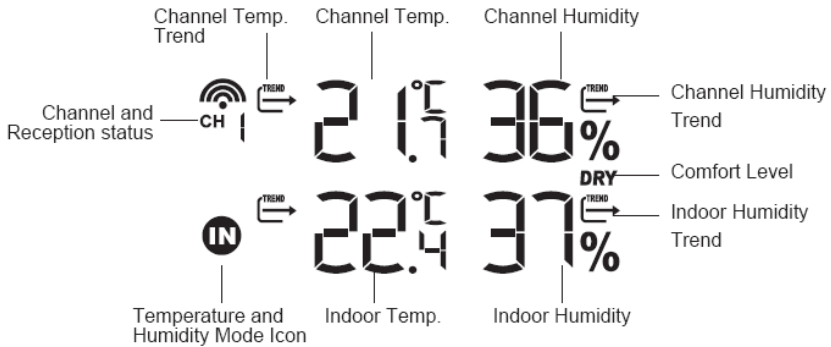 Channel Temp.
Trend
Channel Temp.
Channel Humidity
TREND
21.7°C
36%
TREND
Channel and
Reception status
CH 1
Channel Humidity
Trend
DRY
Comfort Level
TREND
IN
22.4°C
37%
TREND
Indoor Humidity
Trend
Temperature and
Humidity Mode Icon
Indoor Temp.
Indoor Humidity